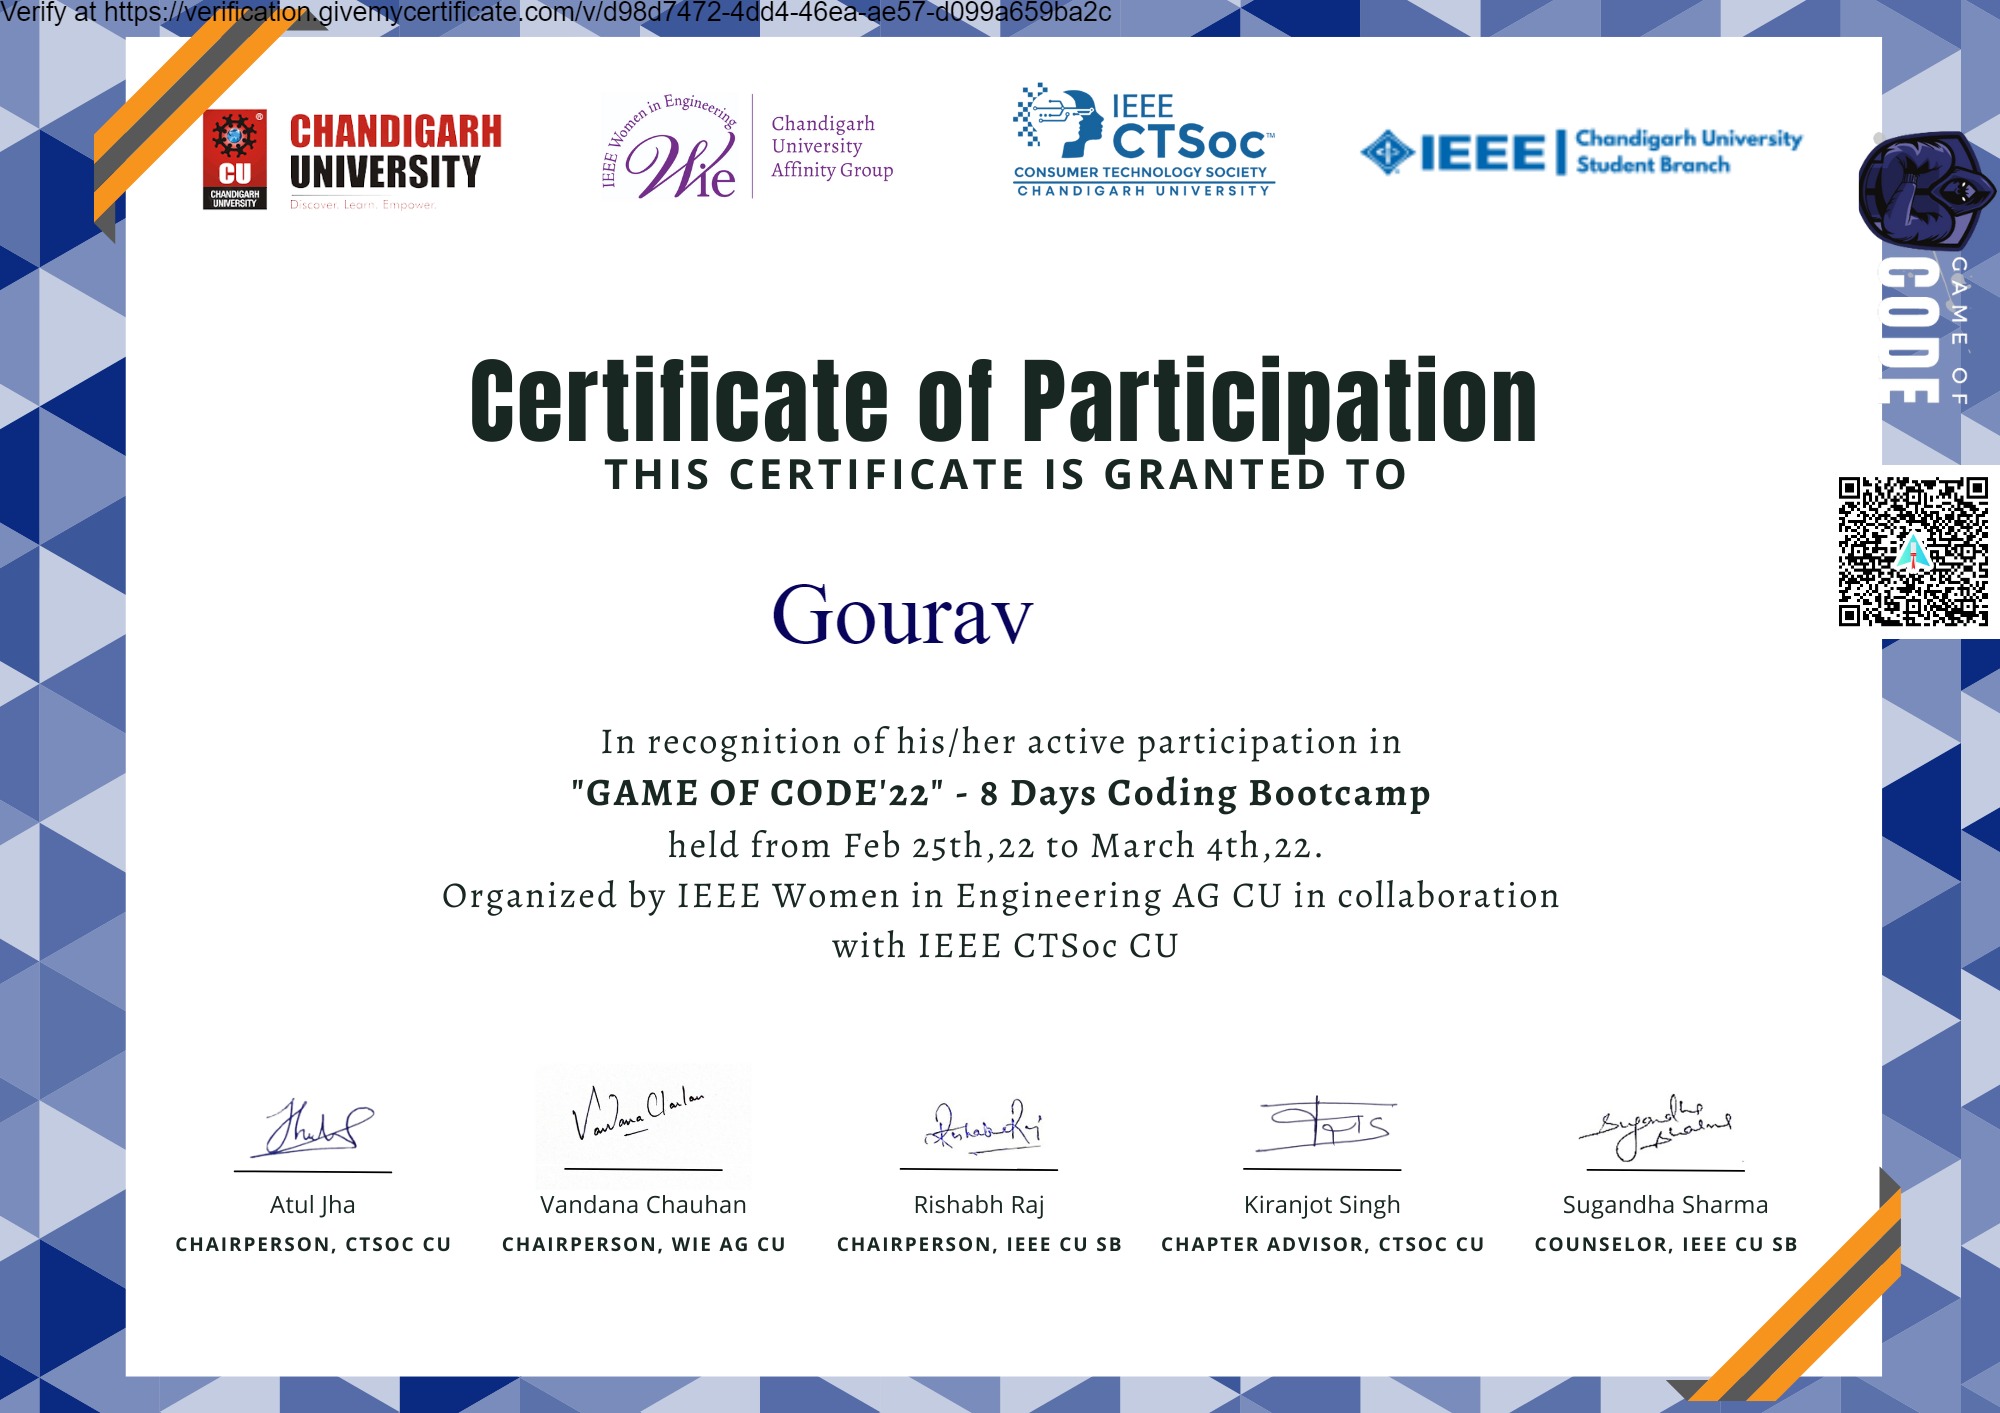 Verify at https://verification.givemycertificate.com/v/d98d7472-4dd4-46ea-ae57-d099a659ba2c
CU
CHANDIGARH
UNIVERSITY
®
CHANDIGARH
UNIVERSITY
Discover. Learn. Empower.
IEEE Women in Engineering
Wie
Chandigarh
University
Affinity Group
IEEE
CTSoc™
CONSUMER TECHNOLOGY SOCIETY
CHANDIGARH UNIVERSITY
IEEE
Chandigarh University
Student Branch
GAME OF
CODE
Certificate of Participation
THIS CERTIFICATE IS GRANTED TO
Gourav
In recognition of his/her active participation in
"GAME OF CODE'22" - 8 Days Coding Bootcamp
held from Feb 25th,22 to March 4th,22.
Organized by IEEE Women in Engineering AG CU in collaboration
with IEEE CTSoc CU
Vandana Chauhan
Rishabh Raj
Sugandha
Sharma
Atul Jha
CHAIRPERSON, CTSOC CU
Vandana Chauhan
CHAIRPERSON, WIE AG CU
Rishabh Raj
CHAIRPERSON, IEEE CU SB
Kiranjot Singh
CHAPTER ADVISOR, CTSOC CU
Sugandha Sharma
COUNSELOR, IEEE CU SB